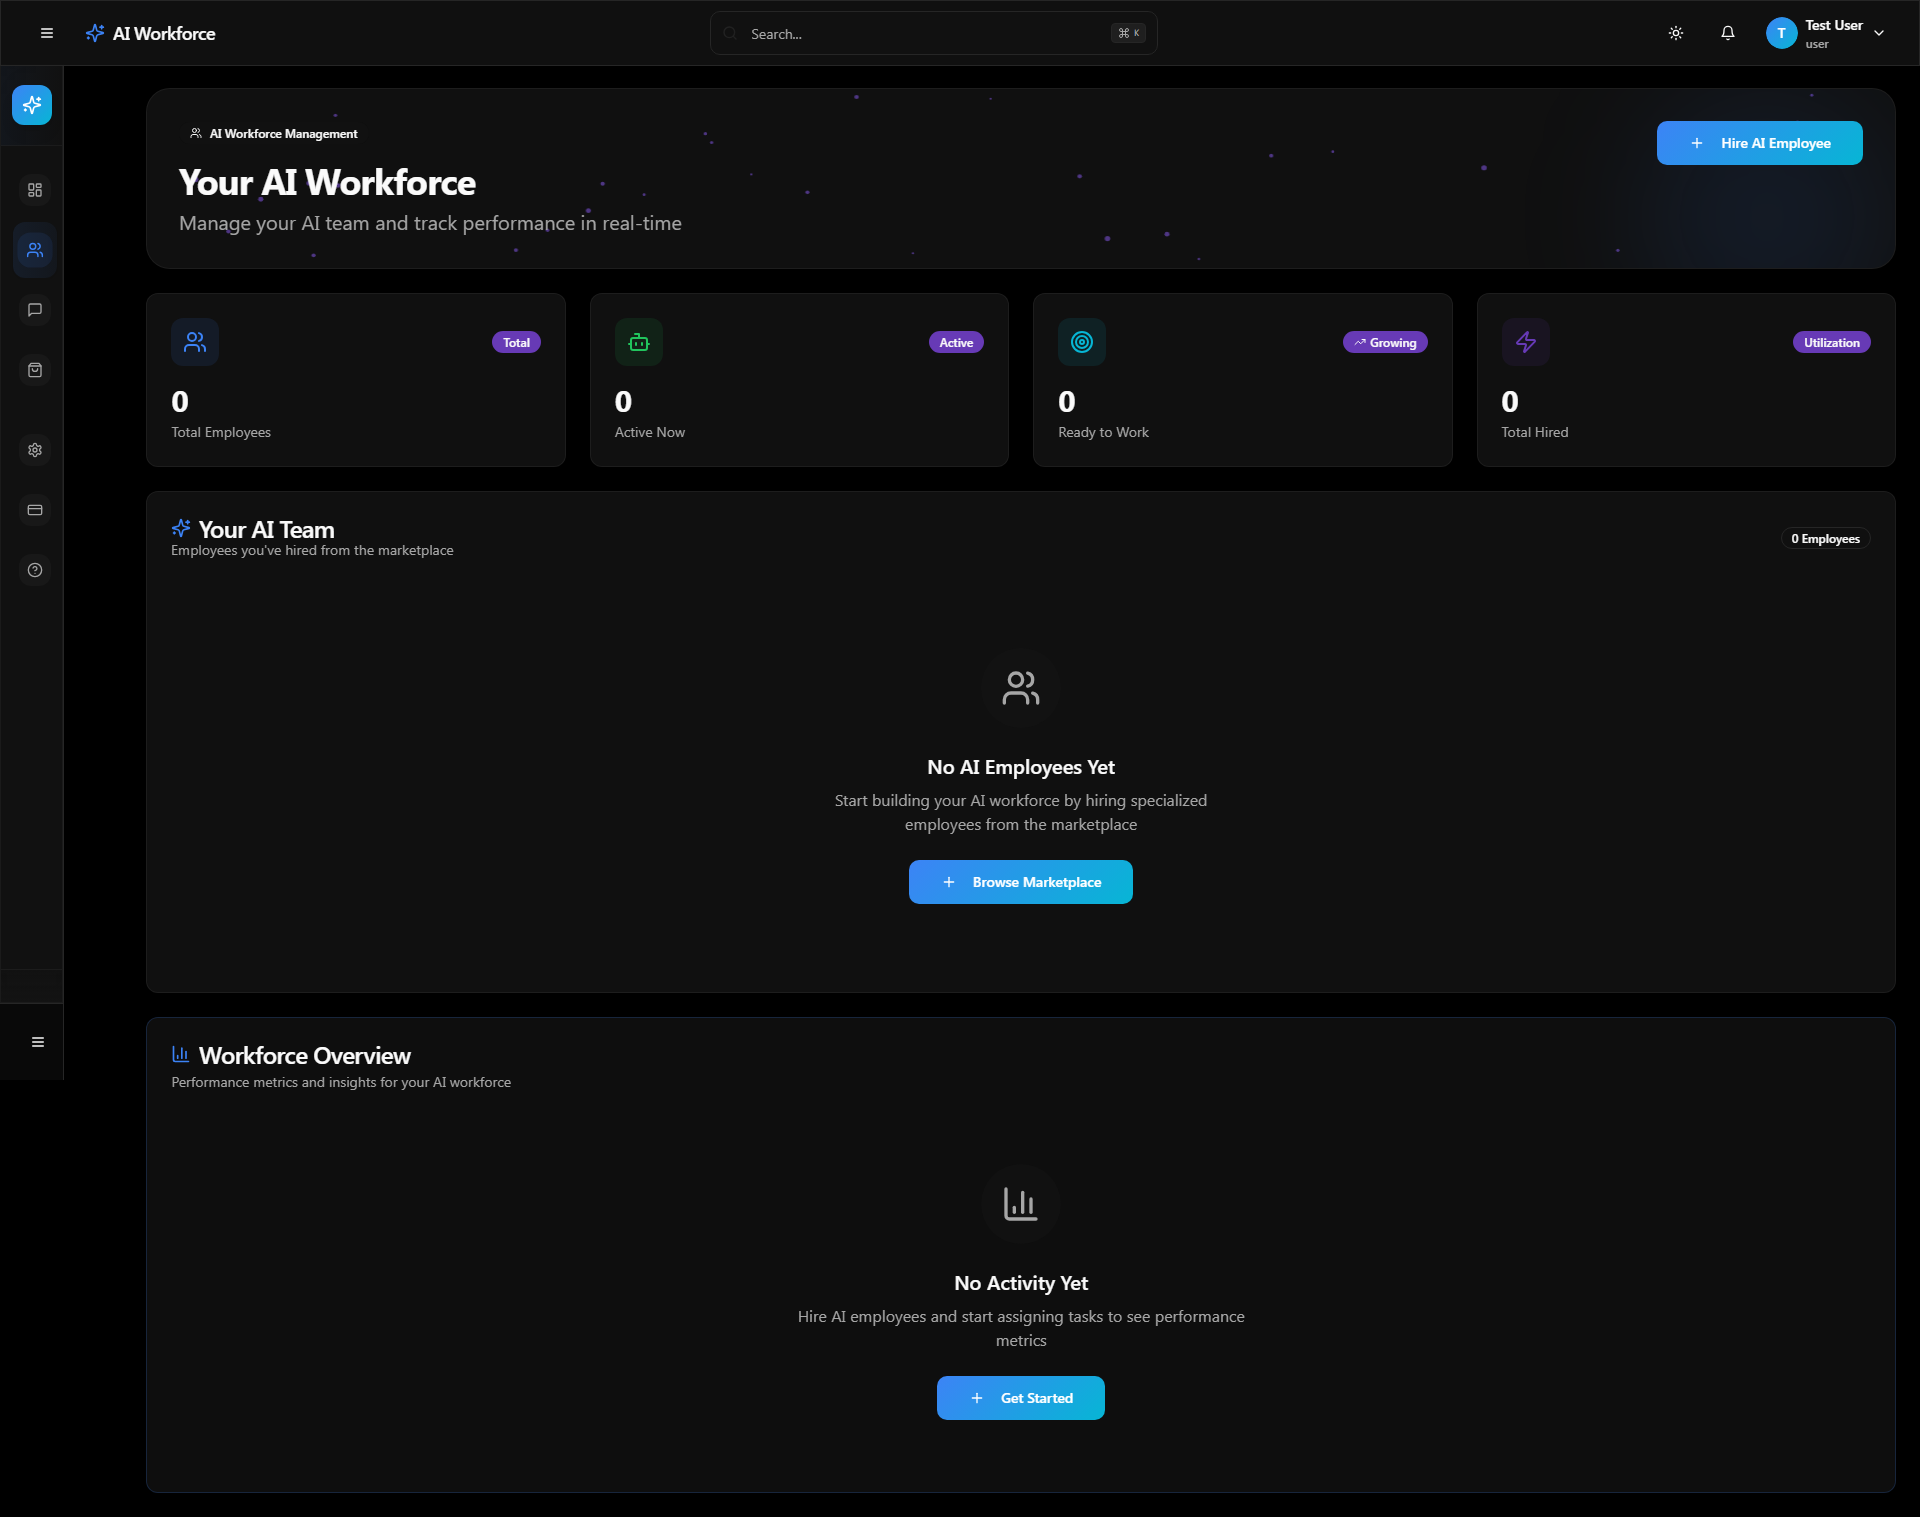 AI Workforce
Search...
⌘ K
T
Test User
user
AI Workforce Management
Your AI Workforce
Manage your AI team and track performance in real-time
Hire AI Employee
Total
0
Total Employees
Active
0
Active Now
Growing
0
Ready to Work
Utilization
0
Total Hired
Your AI Team
Employees you've hired from the marketplace
0 Employees
No AI Employees Yet
Start building your AI workforce by hiring specialized
employees from the marketplace
Browse Marketplace
Workforce Overview
Performance metrics and insights for your AI workforce
No Activity Yet
Hire AI employees and start assigning tasks to see performance
metrics
Get Started